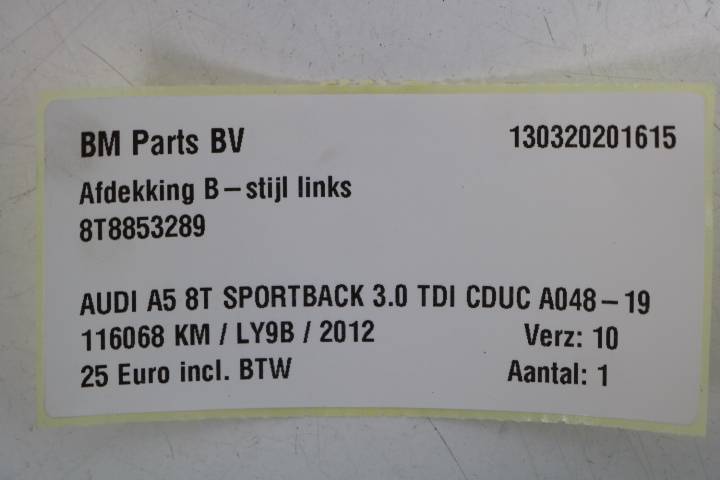 BM Parts BV 130320201615
Afdekking B-stijl links
8T8853289
AUDI A5 8T SPORTBACK 3.0 TDI CDUC A048-19
116068 KM / LY9B / 2012 Verz: 10
25 Euro incl. BTW Aantal: 1